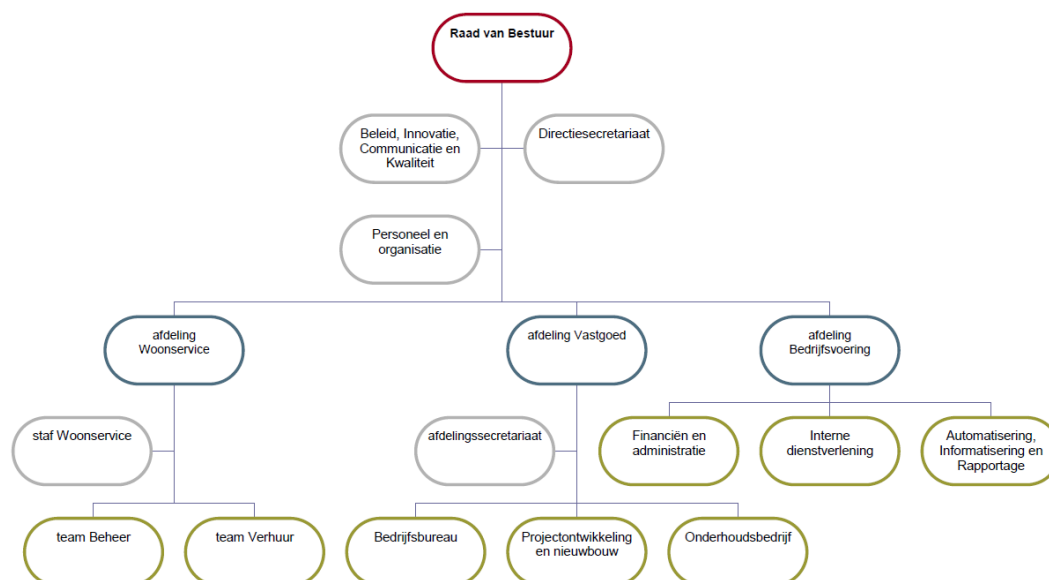 Raad van Bestuur
Beleid, Innovatie,
Communicatie en
Kwaliteit
Directiesecretariaat
Personeel en
organisatie
afdeling
Woonservice
afdeling Vastgoed
afdeling
Bedrijfsvoering
staf Woonservice
afdelingssecretariaat
Financiën en
administratie
Interne
dienstverlening
Automatisering,
Informatisering en
Rapportage
team Beheer
team Verhuur
Bedrijfsbureau
Projectontwikkeling
en nieuwbouw
Onderhoudsbedrijf